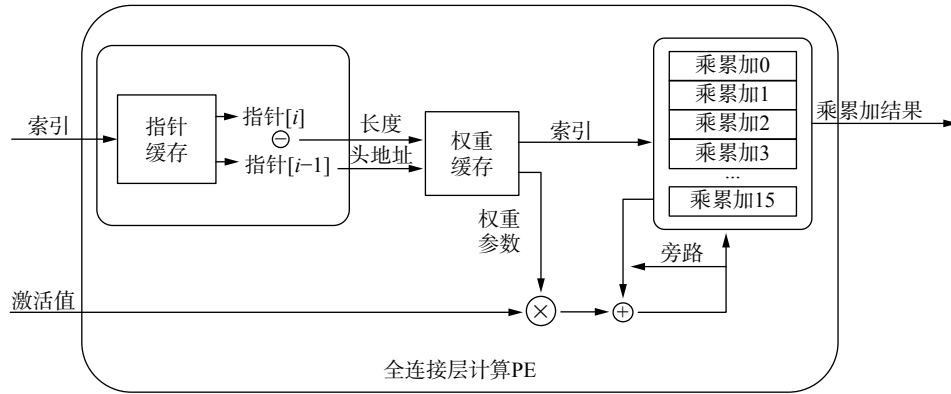 索引
指针
缓存
指针[i]
指针[i−1]
长度
头地址
权重
缓存
索引
乘累加0
乘累加1
乘累加2
乘累加3
...
乘累加15
乘累加结果
权重
参数
旁路
激活值
全连接层计算PE